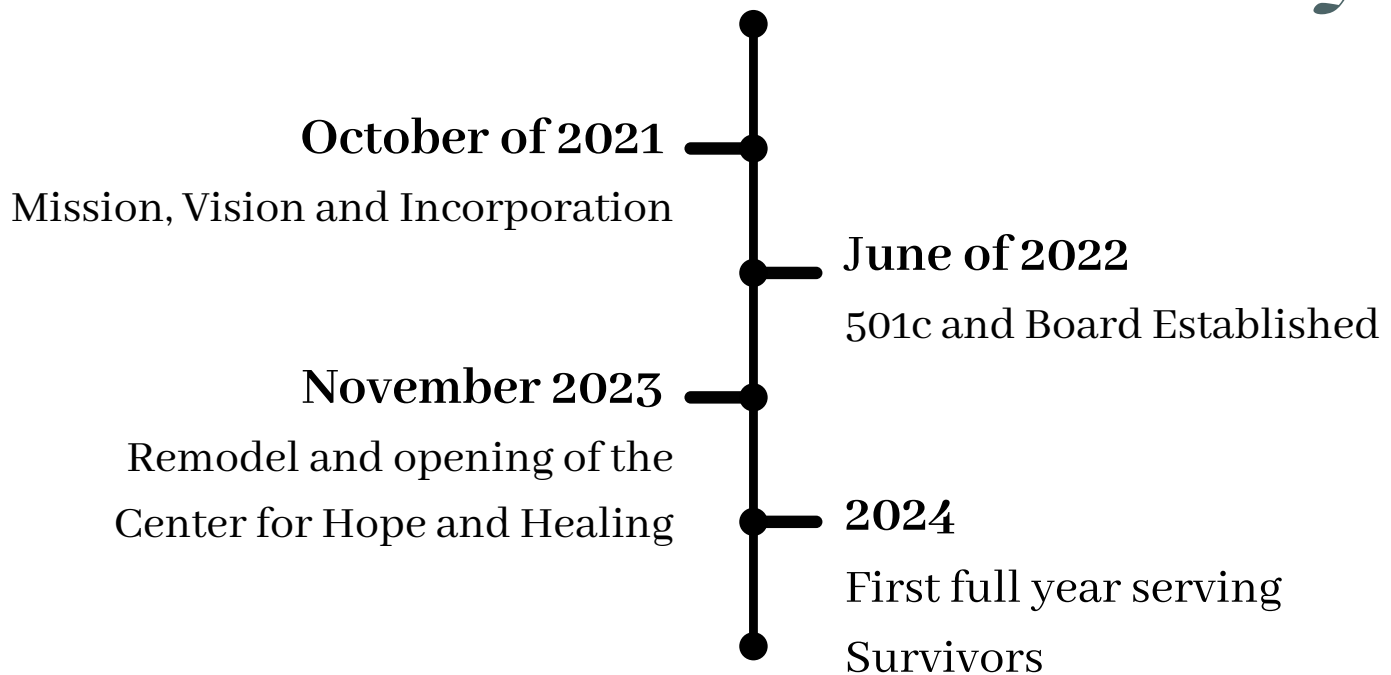 October of 2021
Mission, Vision and Incorporation
June of 2022
501c and Board Established
November 2023
Remodel and opening of the
Center for Hope and Healing
2024
First full year serving
Survivors